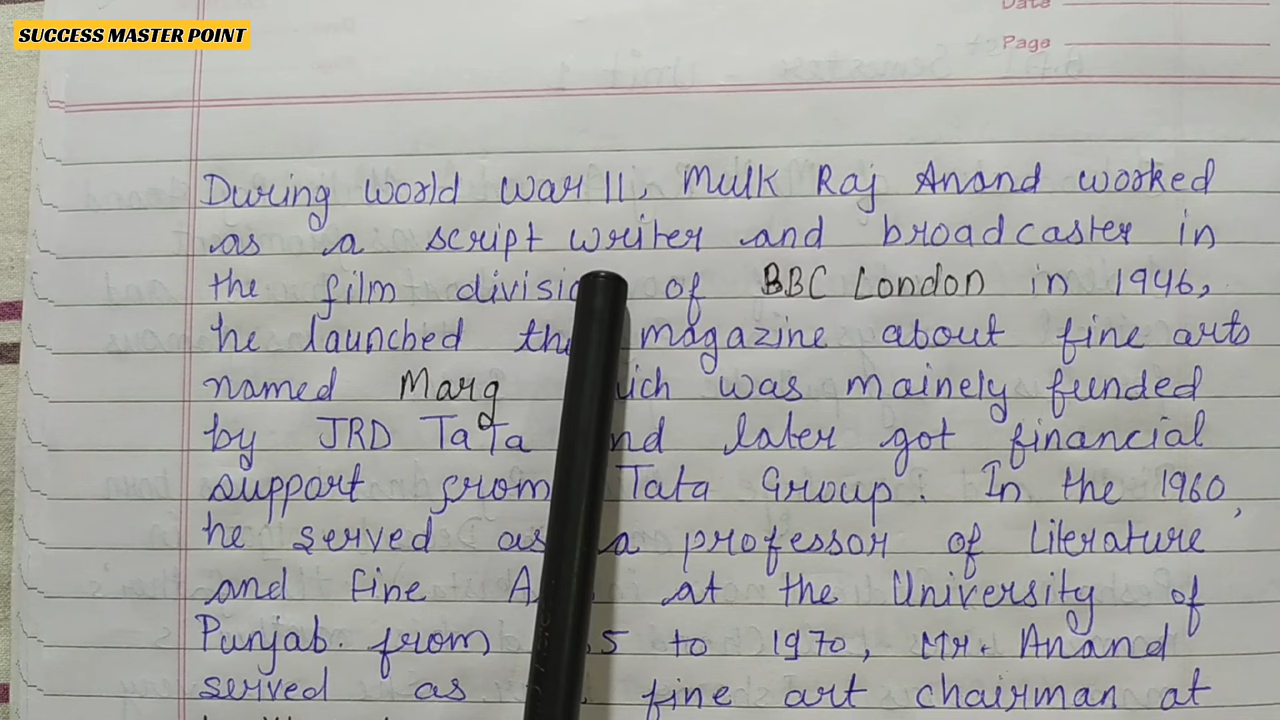 SUCCESS MASTER POINT
Date
Page
During World War II, Mulk Raj Anand worked
as a script writer and broadcaster in
the film of BBC London in 1946,
he launched magazine about fine arts
named Marg was mainely funded
by JRD TaTa later got financial
support from Tata Group. In the 1960,
he served as a professor of Literature
and Fine at the University of
Punjab. from to 1970, Mr. Anand
served as fine art chairman at